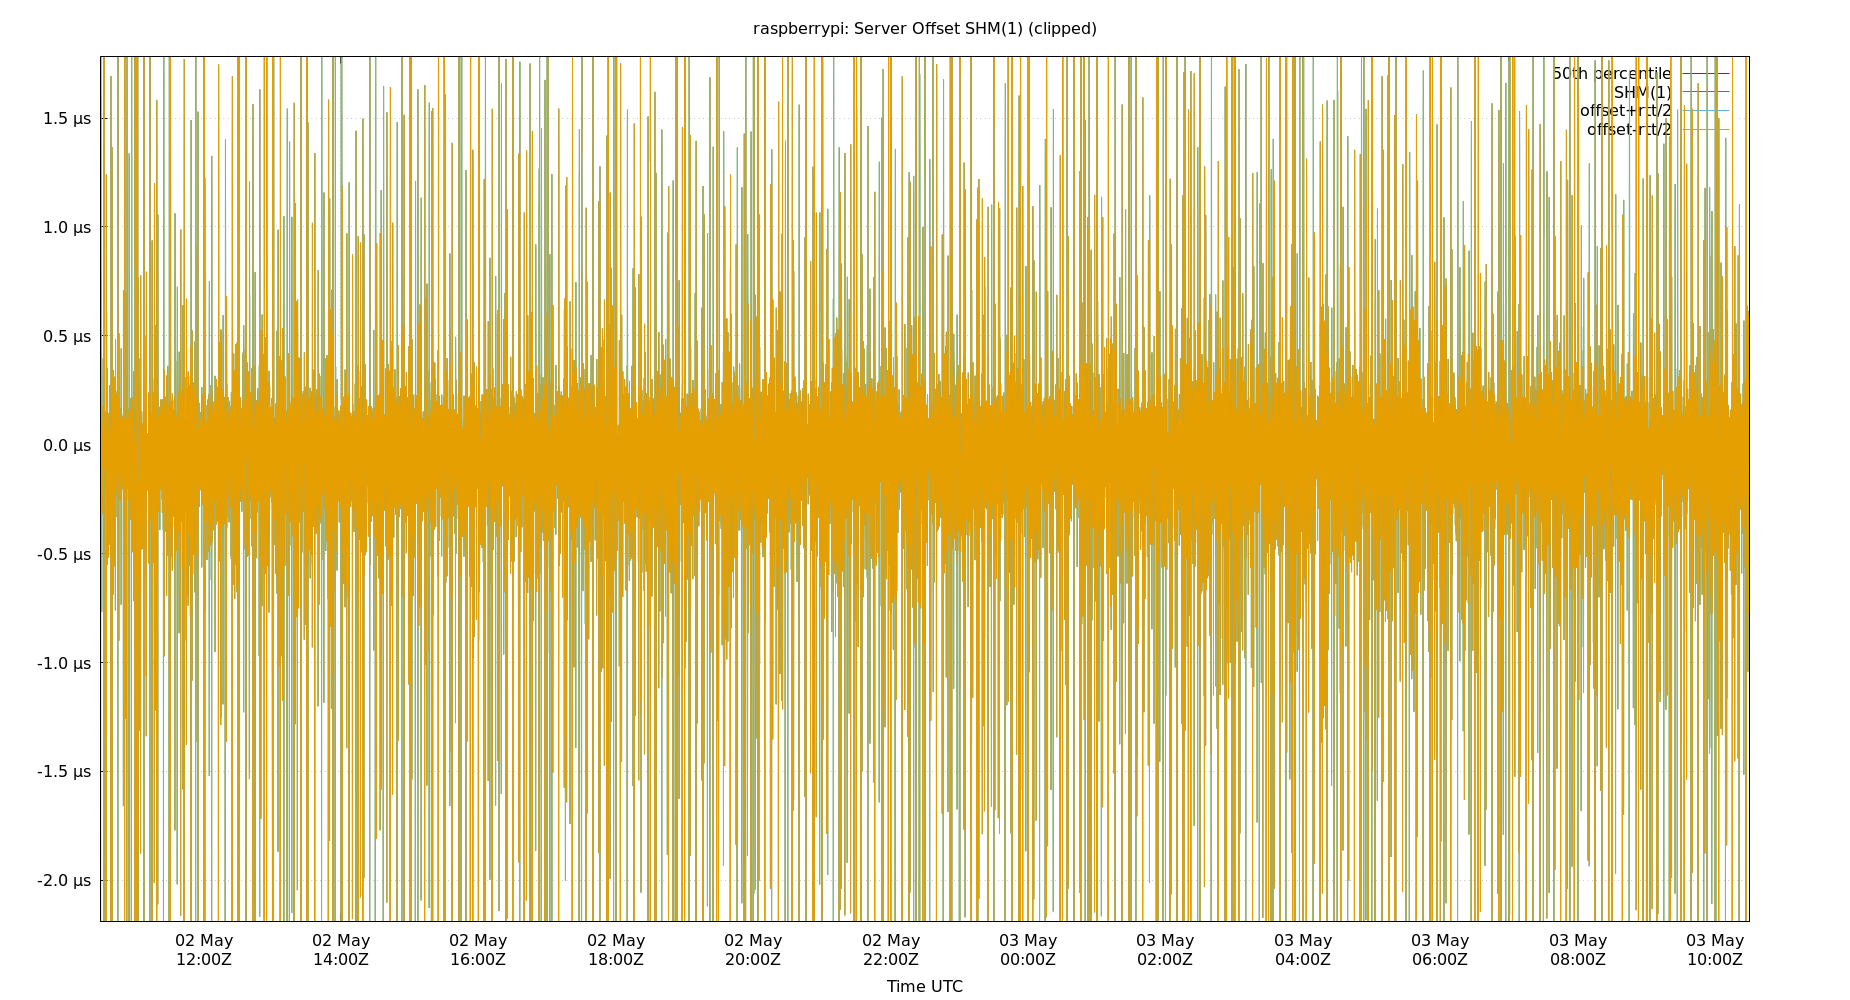 raspberrypi: Server Offset SHM(1) (clipped)
50th percentile
SHM(1)
offset+rtt/2
offset-rtt/2
1.5 µs
1.0 µs
0.5 µs
0.0 µs
-0.5 µs
-1.0 µs
-1.5 µs
-2.0 µs
02 May 02 May 02 May 02 May 02 May 02 May 03 May 03 May 03 May 03 May 03 May 03 May
12:00Z 14:00Z 16:00Z 18:00Z 20:00Z 22:00Z 00:00Z 02:00Z 04:00Z 06:00Z 08:00Z 10:00Z
Time UTC